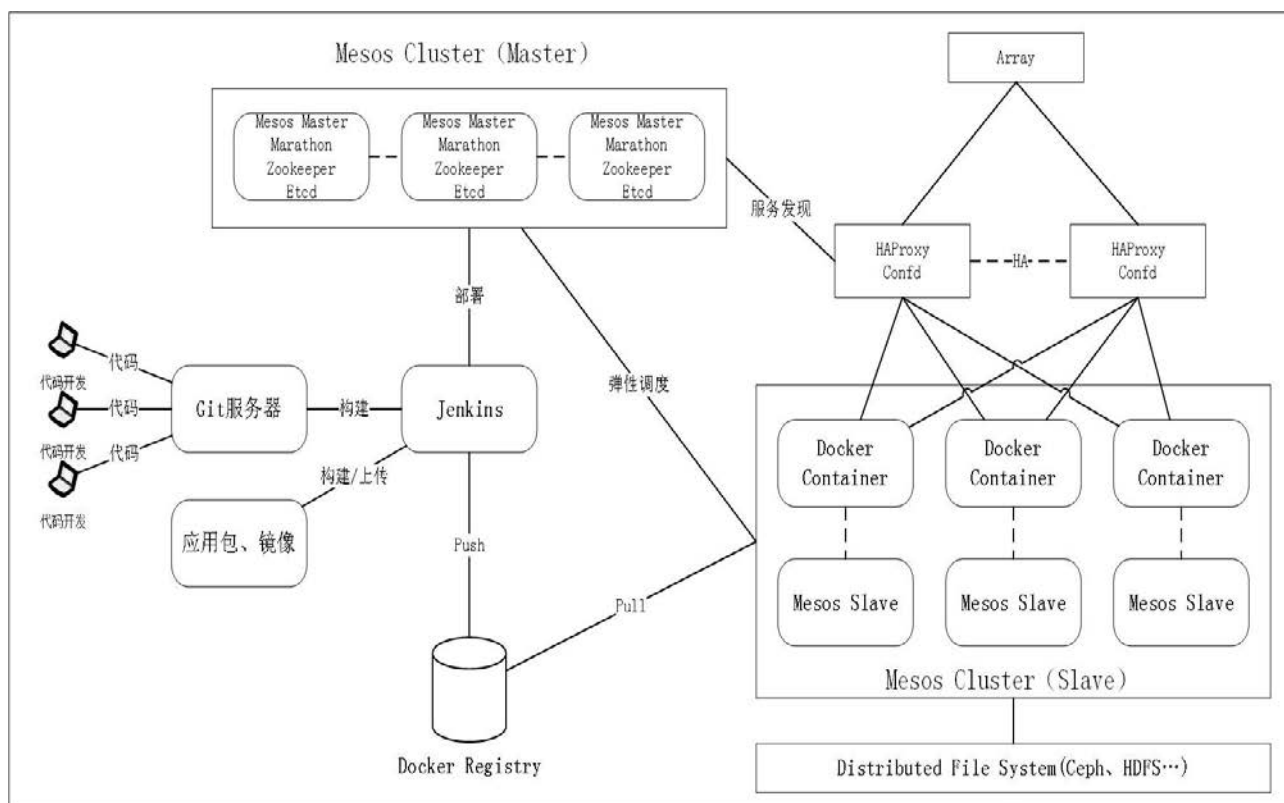 Mesos Cluster（Master）
Array
Mesos Master
Marathon
Zookeeper
Etcd
Mesos Master
Marathon
Zookeeper
Etcd
Mesos Master
Marathon
Zookeeper
Etcd
服务发现
HAProxy
Confd
HA
HAProxy
Confd
部署
弹性调度
代码开发
代码
代码开发
代码
代码开发
代码
Git服务器
构建
Jenkins
构建/上传
应用包、镜像
Push
Pull
Docker Registry
Docker
Container
Docker
Container
Docker
Container
Mesos Slave
Mesos Slave
Mesos Slave
Mesos Cluster（Slave）
Distributed File System(Ceph、HDFS…)